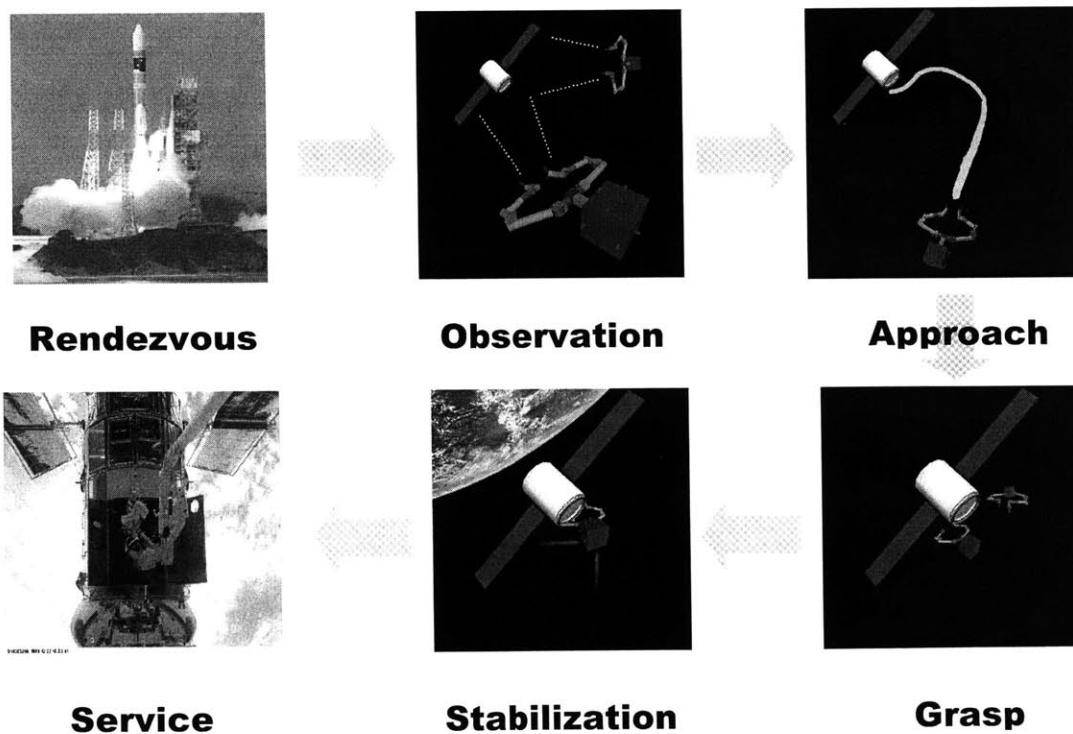 Rendezvous
Observation
Approach
Service
Stabilization
Grasp